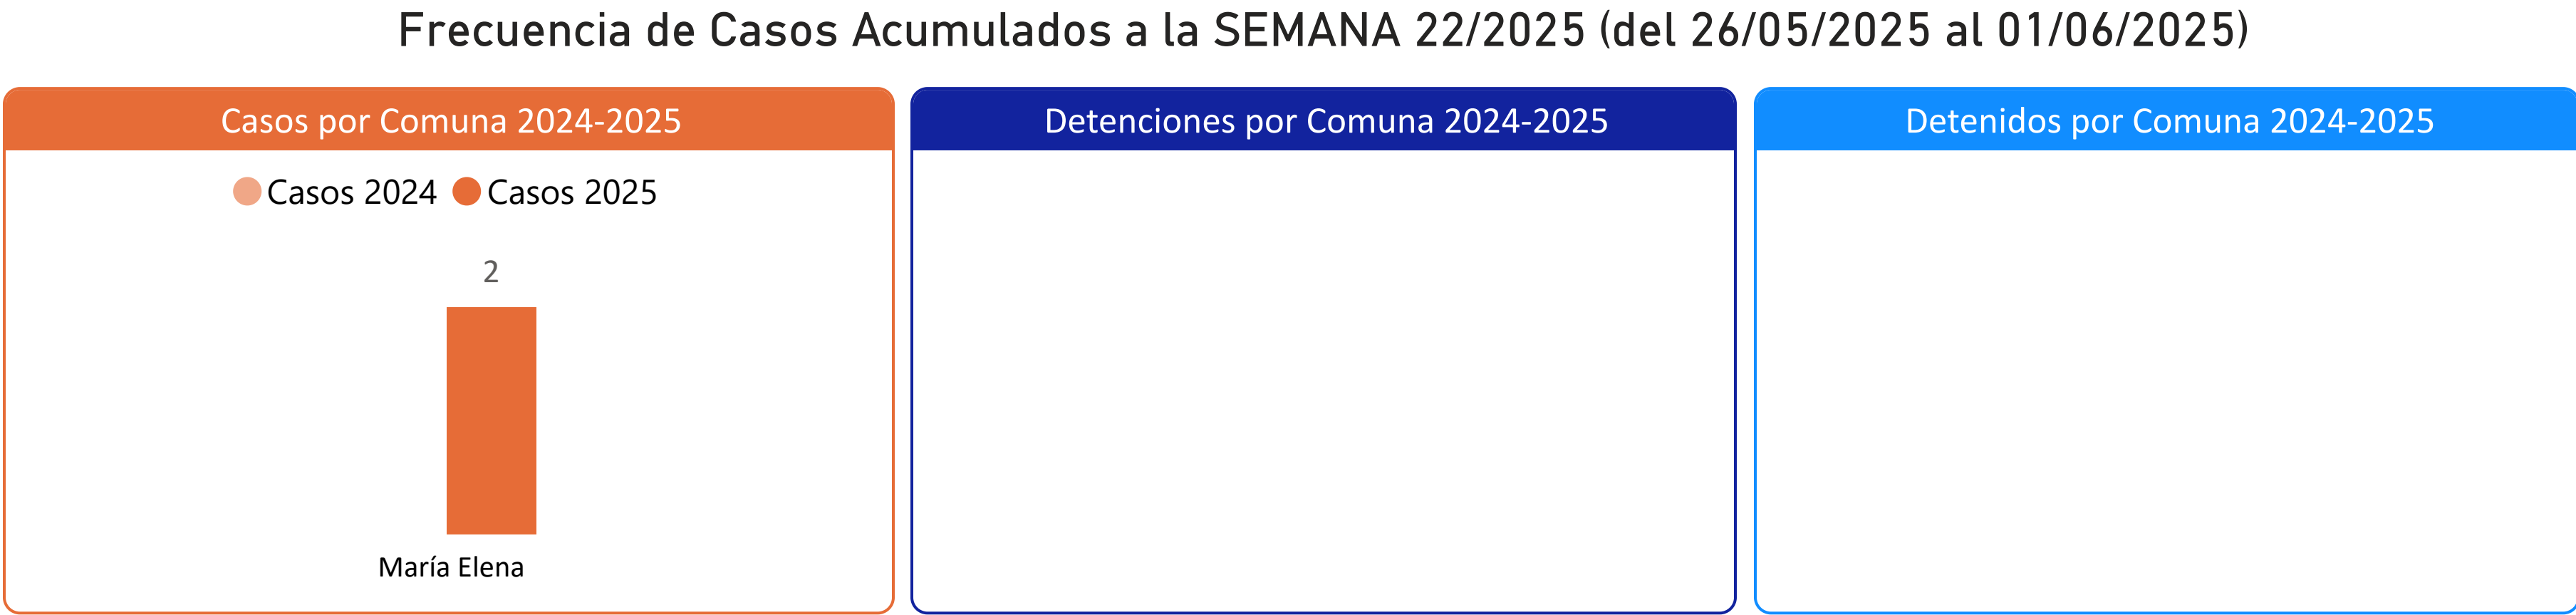 Frecuencia de Casos Acumulados a la SEMANA 22/2025 (del 26/05/2025 al 01/06/2025)
Casos por Comuna 2024-2025
Casos 2024 Casos 2025
2
María Elena
Detenciones por Comuna 2024-2025
Detenidos por Comuna 2024-2025